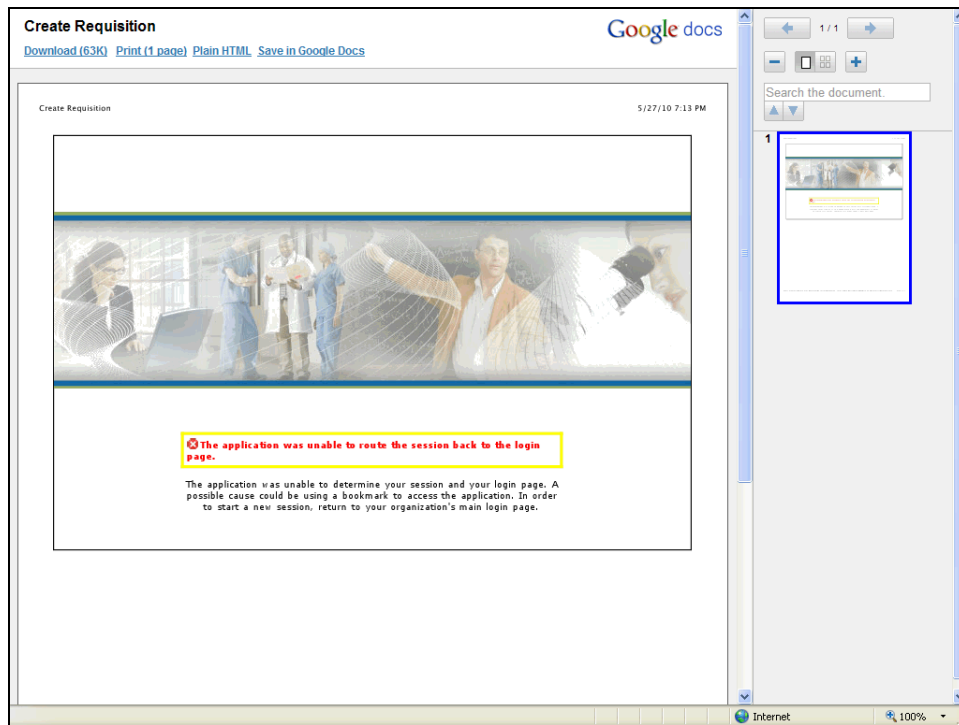 Create Requisition
Google docs
Download (63K) Print (1 page) Plain HTML Save in Google Docs
1 / 1
Search the document.
1
Create Requisition 5/27/10 7:13 PM
The application was unable to route the session back to the login
page.
The application was unable to determine your session and your login page. A
possible cause could be using a bookmark to access the application. In order
to start a new session, return to your organization's main login page.
Internet 100%